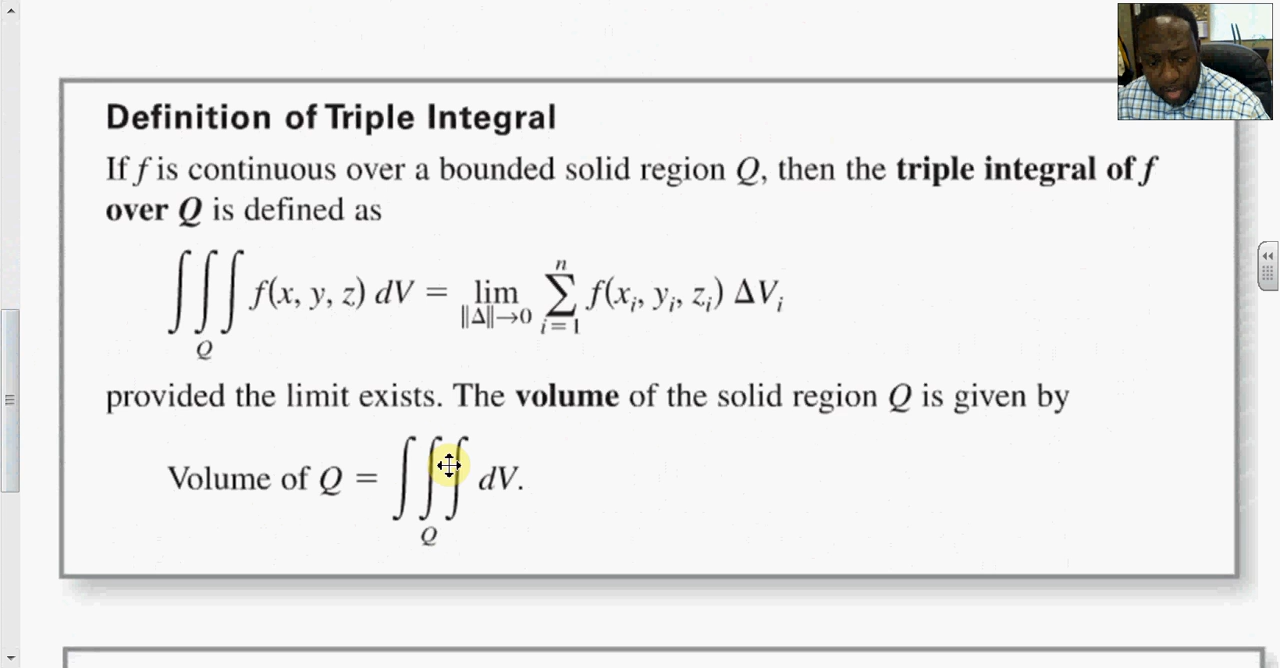 Definition of Triple Integral
If f is continuous over a bounded solid region Q, then the triple integral of f
over Q is defined as
∫∫∫_Q f(x, y, z) dV = lim_{||Δ||→0} ∑_{i=1}^{n} f(x_i, y_i, z_i) ΔV_i
provided the limit exists. The volume of the solid region Q is given by
Volume of Q = ∫∫∫_Q dV.